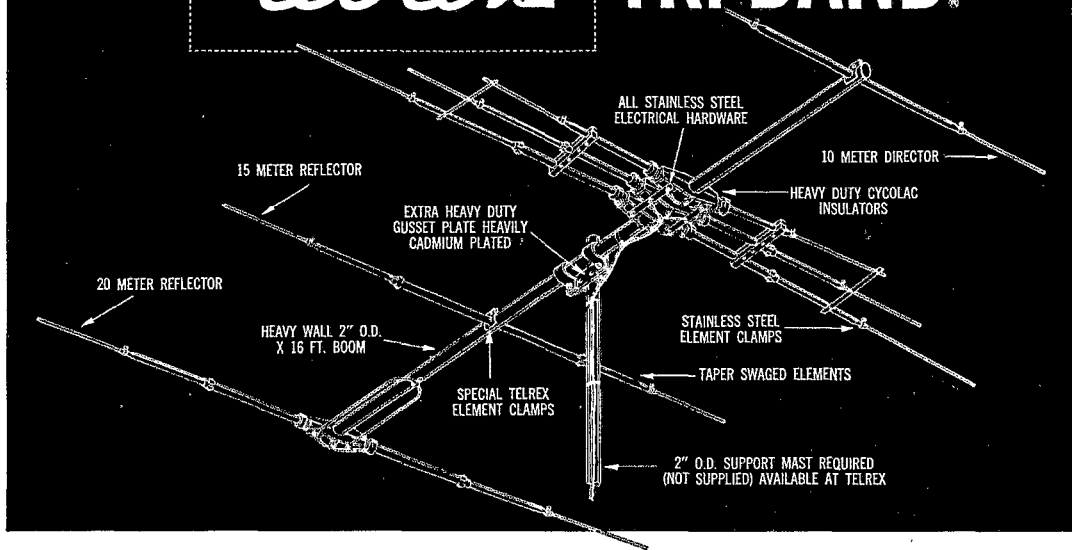 TRI-BAND®
ALL STAINLESS STEEL
ELECTRICAL HARDWARE
10 METER DIRECTOR
15 METER REFLECTOR
HEAVY DUTY CYCOLAC
INSULATORS
EXTRA HEAVY DUTY
GUSSET PLATE HEAVILY
CADMIUM PLATED
20 METER REFLECTOR
HEAVY WALL 2" O.D.
X 16 FT. BOOM
STAINLESS STEEL
ELEMENT CLAMPS
TAPER SWAGED ELEMENTS
SPECIAL TELREX
ELEMENT CLAMPS
2" O.D. SUPPORT MAST REQUIRED
(NOT SUPPLIED) AVAILABLE AT TELREX